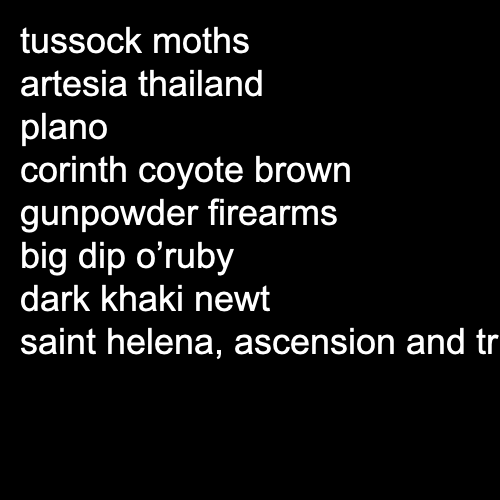 tussock moths
artesia thailand
plano
corinth coyote brown
gunpowder firearms
big dip o’ruby
dark khaki newt
saint helena, ascension and tr